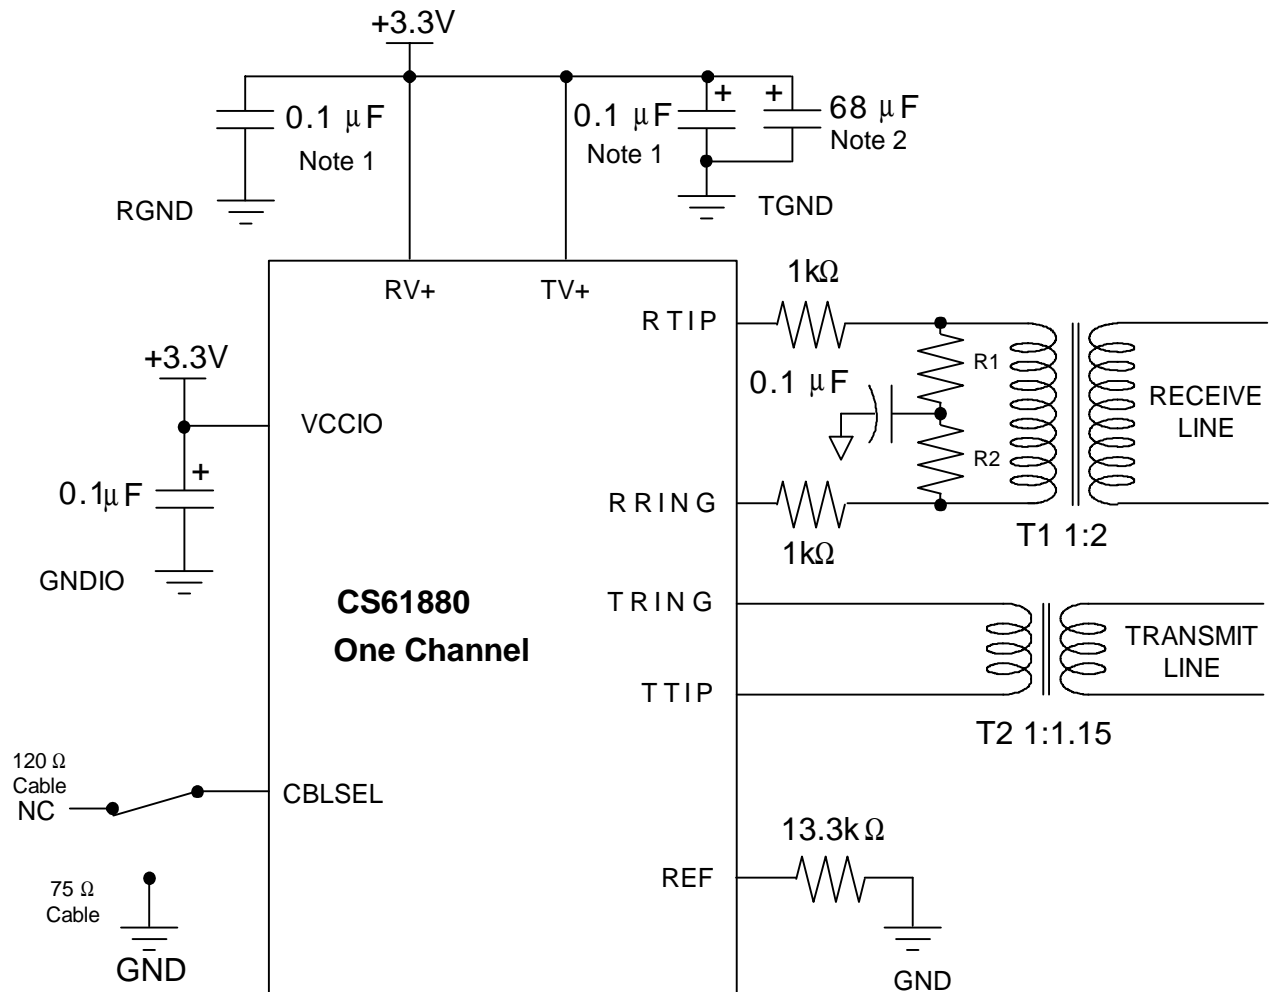 +3.3V
+
+
0.1 μF
Note 1
0.1 μF
Note 1
68 μF
Note 2
RGND
TGND
RV+
TV+
1kΩ
RTIP
R1
+3.3V
0.1 μF
RECEIVE
LINE
VCCIO
R2
+
0.1μF
RRING
1kΩ
T1 1:2
GNDIO
CS61880
One Channel
TRING
TRANSMIT
LINE
TTIP
T2 1:1.15
120 Ω
Cable
NC
CBLSEL
13.3kΩ
REF
75 Ω
Cable
GND
GND